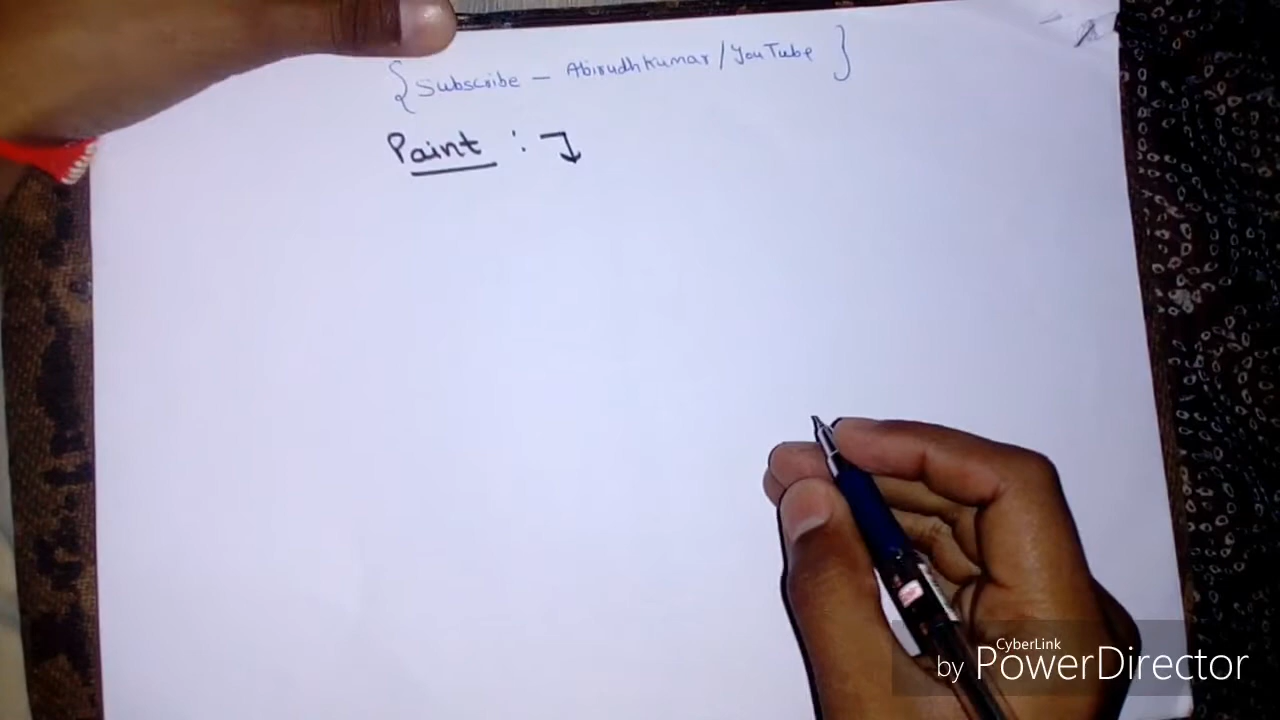 { Subscribe - Abirudhkumar/YouTube }
Paint :
CyberLink
by PowerDirector